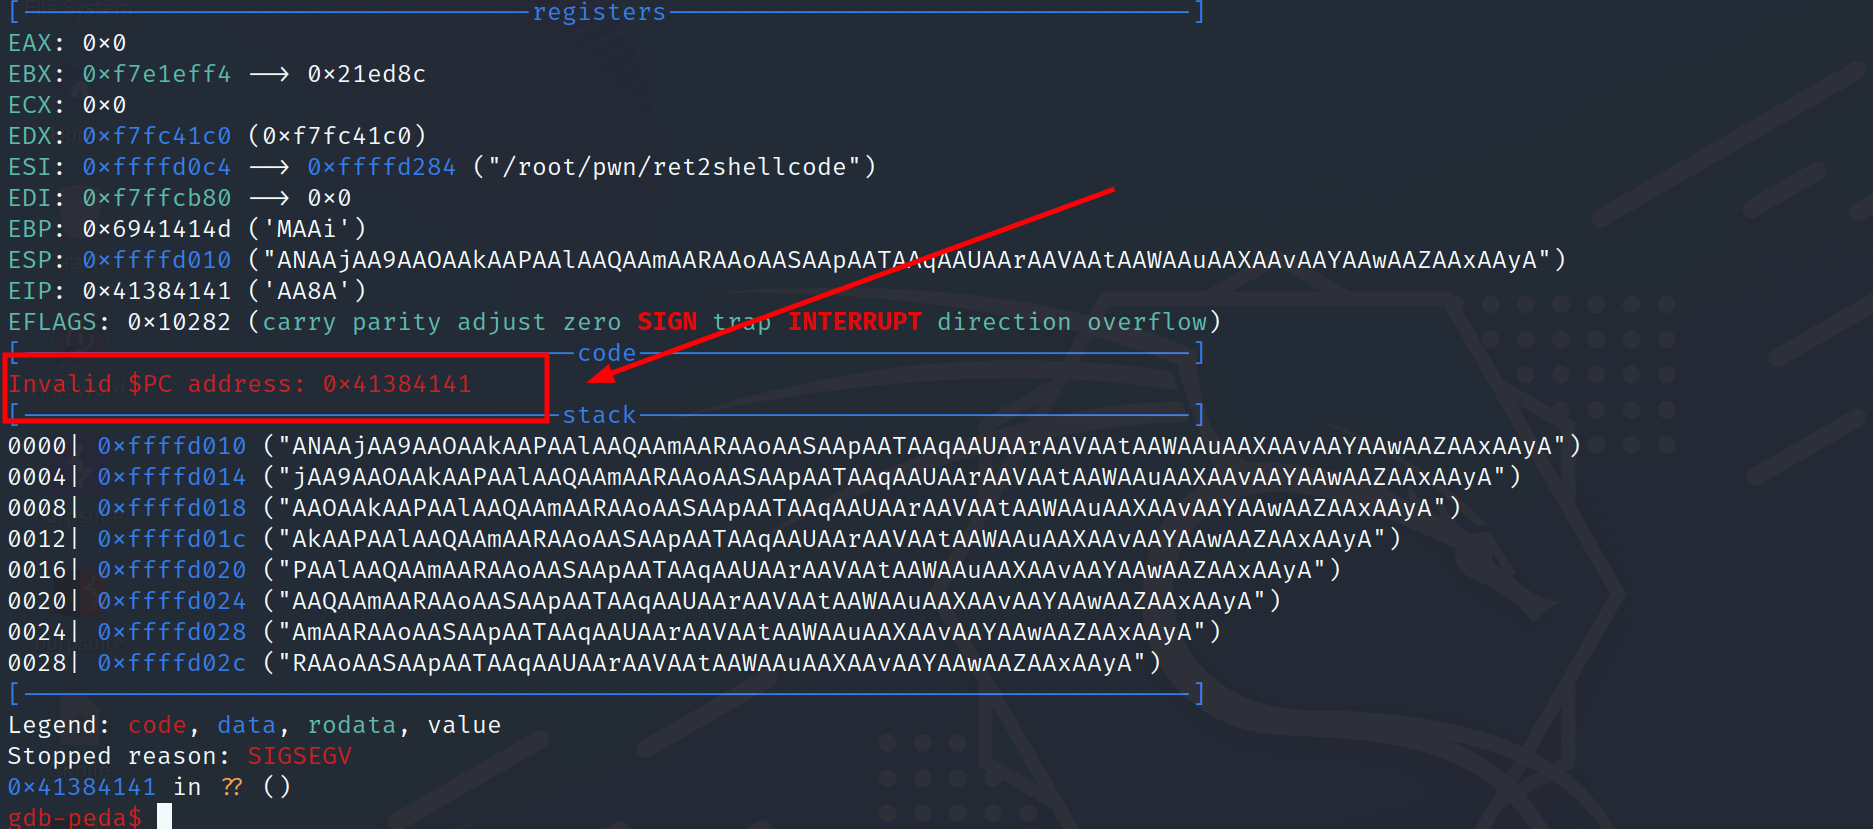 [ registers ]
EAX: 0x0
EBX: 0xf7e1eff4 --> 0x21ed8c
ECX: 0x0
EDX: 0xf7fc41c0 (0xf7fc41c0)
ESI: 0xffffd0c4 --> 0xffffd284 ("/root/pwn/ret2shellcode")
EDI: 0xf7ffcb80 --> 0x0
EBP: 0x6941414d ('MAAi')
ESP: 0xffffd010 ("ANAAjAA9AAOAAkAAPAAlAAQAAmAARAAoAASAApAATAAqAAUAArAAVAAtAAWAAuAAXAAvAAYAAwAAZAAxAAyA")
EIP: 0x41384141 ('AA8A')
EFLAGS: 0x10282 (carry parity adjust zero SIGN trap INTERRUPT direction overflow)
[ code ]
Invalid $PC address: 0x41384141
[ stack ]
0000| 0xffffd010 ("ANAAjAA9AAOAAkAAPAAlAAQAAmAARAAoAASAApAATAAqAAUAArAAVAAtAAWAAuAAXAAvAAYAAwAAZAAxAAyA")
0004| 0xffffd014 ("jAA9AAOAAkAAPAAlAAQAAmAARAAoAASAApAATAAqAAUAArAAVAAtAAWAAuAAXAAvAAYAAwAAZAAxAAyA")
0008| 0xffffd018 ("AAOAAkAAPAAlAAQAAmAARAAoAASAApAATAAqAAUAArAAVAAtAAWAAuAAXAAvAAYAAwAAZAAxAAyA")
0012| 0xffffd01c ("AkAAPAAlAAQAAmAARAAoAASAApAATAAqAAUAArAAVAAtAAWAAuAAXAAvAAYAAwAAZAAxAAyA")
0016| 0xffffd020 ("PAAlAAQAAmAARAAoAASAApAATAAqAAUAArAAVAAtAAWAAuAAXAAvAAYAAwAAZAAxAAyA")
0020| 0xffffd024 ("AAQAAmAARAAoAASAApAATAAqAAUAArAAVAAtAAWAAuAAXAAvAAYAAwAAZAAxAAyA")
0024| 0xffffd028 ("AmAARAAoAASAApAATAAqAAUAArAAVAAtAAWAAuAAXAAvAAYAAwAAZAAxAAyA")
0028| 0xffffd02c ("RAAoAASAApAATAAqAAUAArAAVAAtAAWAAuAAXAAvAAYAAwAAZAAxAAyA")
[ ]
Legend: code, data, rodata, value
Stopped reason: SIGSEGV
0x41384141 in ?? ()
gdb-peda$